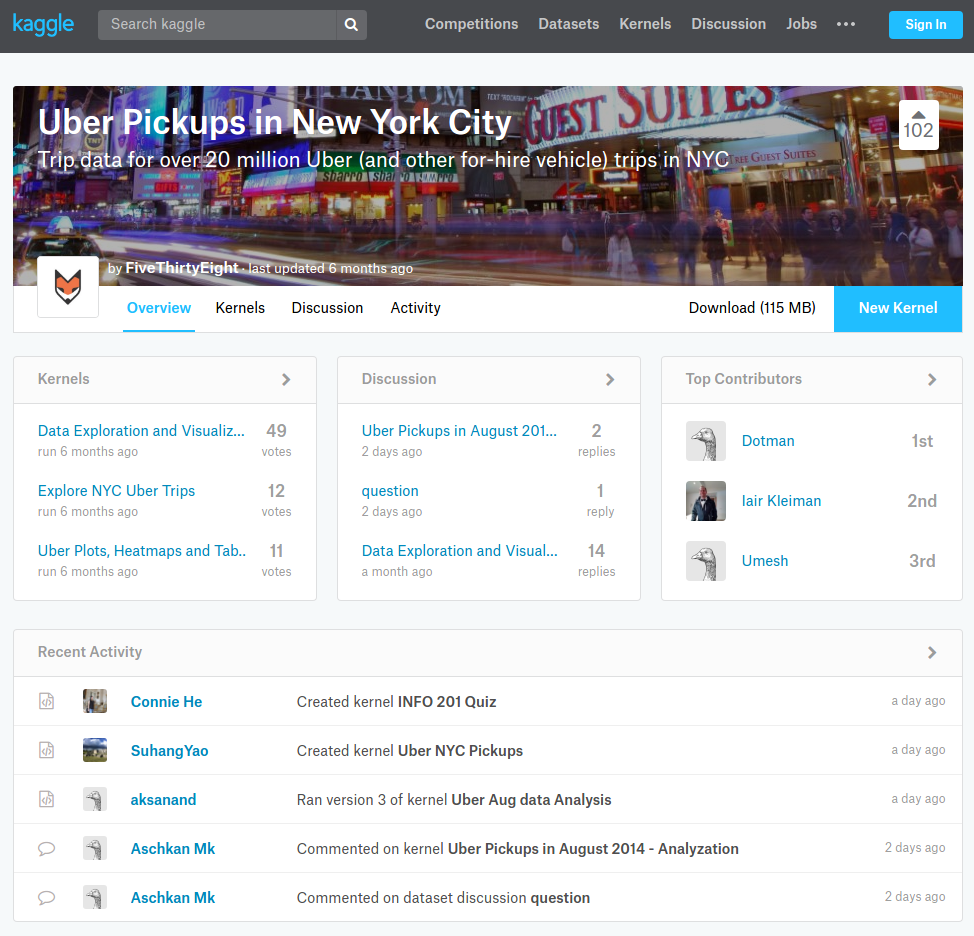 kaggle
Search kaggle
Competitions Datasets Kernels Discussion Jobs ...
Sign In
GUEST SUITES
Uber Pickups in New York City
102
Trip data for over 20 million Uber (and other for-hire vehicle) trips in NYC
TREE GUEST SUITES
sbarro sbarro
by FiveThirtyEight · last updated 6 months ago
Overview Kernels Discussion Activity Download (115 MB) New Kernel
Kernels
Data Exploration and Visualiz... 49
run 6 months ago votes
Explore NYC Uber Trips 12
run 6 months ago votes
Uber Plots, Heatmaps and Tab.. 11
run 6 months ago votes
Discussion
Uber Pickups in August 201... 2
2 days ago replies
question 1
2 days ago reply
Data Exploration and Visual... 14
a month ago replies
Top Contributors
Dotman 1st
Iair Kleiman 2nd
Umesh 3rd
Recent Activity
Connie He Created kernel INFO 201 Quiz a day ago
SuhangYao Created kernel Uber NYC Pickups a day ago
aksanand Ran version 3 of kernel Uber Aug data Analysis a day ago
Aschkan Mk Commented on kernel Uber Pickups in August 2014 - Analyzation 2 days ago
Aschkan Mk Commented on dataset discussion question 2 days ago